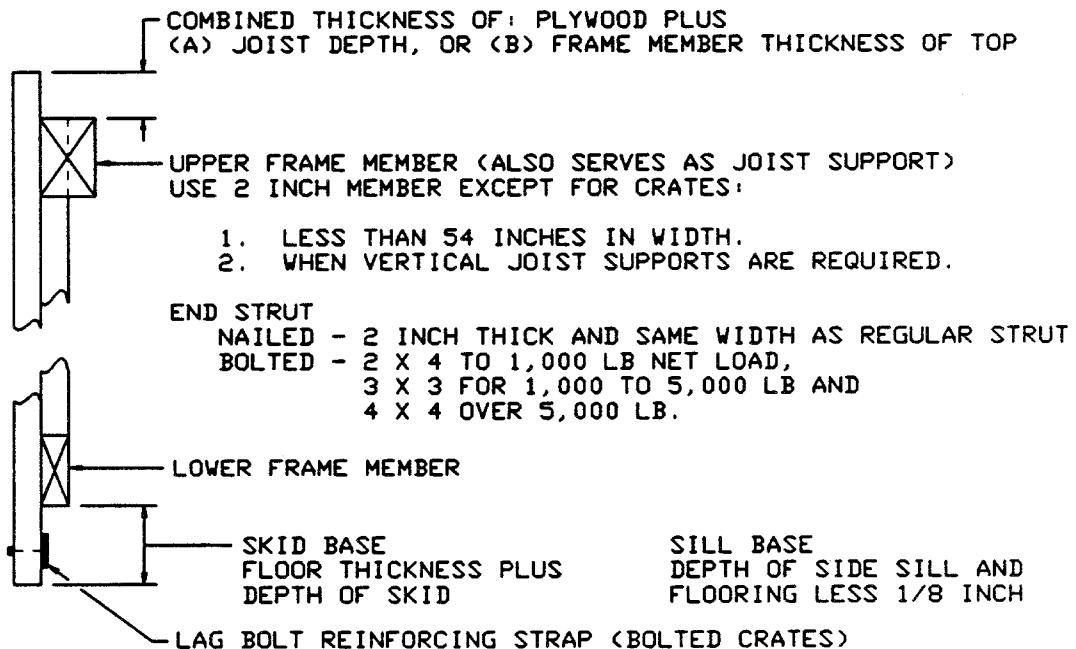 COMBINED THICKNESS OF: PLYWOOD PLUS
(A) JOIST DEPTH, OR (B) FRAME MEMBER THICKNESS OF TOP
UPPER FRAME MEMBER (ALSO SERVES AS JOIST SUPPORT)
USE 2 INCH MEMBER EXCEPT FOR CRATES:
1. LESS THAN 54 INCHES IN WIDTH.
2. WHEN VERTICAL JOIST SUPPORTS ARE REQUIRED.
END STRUT
NAILED - 2 INCH THICK AND SAME WIDTH AS REGULAR STRUT
BOLTED - 2 X 4 TO 1,000 LB NET LOAD,
3 X 3 FOR 1,000 TO 5,000 LB AND
4 X 4 OVER 5,000 LB.
LOWER FRAME MEMBER
SKID BASE
FLOOR THICKNESS PLUS
DEPTH OF SKID
SILL BASE
DEPTH OF SIDE SILL AND
FLOORING LESS 1/8 INCH
LAG BOLT REINFORCING STRAP (BOLTED CRATES)